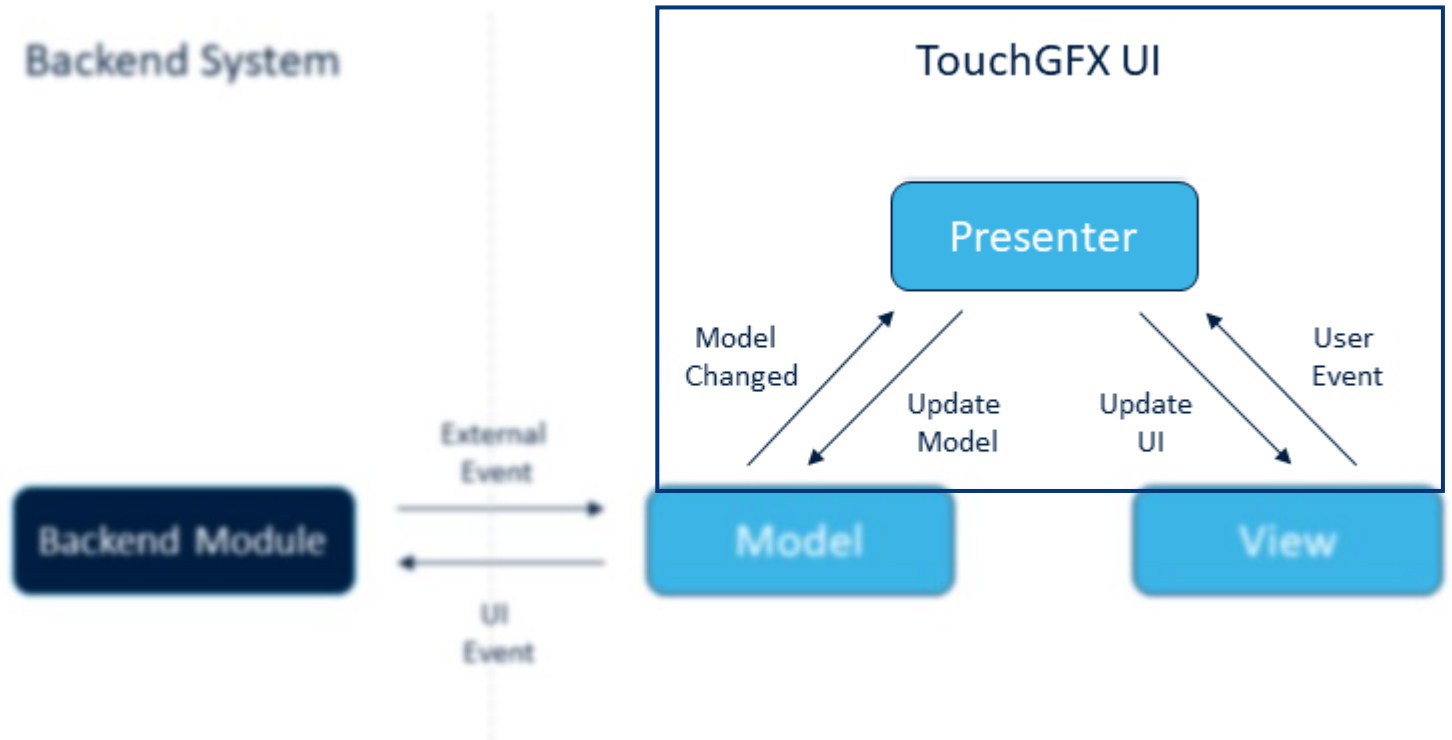 Backend System
TouchGFX UI
Presenter
Model
Changed
User
Event
Update
Model
Update
UI
External
Event
Backend Module
Model
View
UI
Event